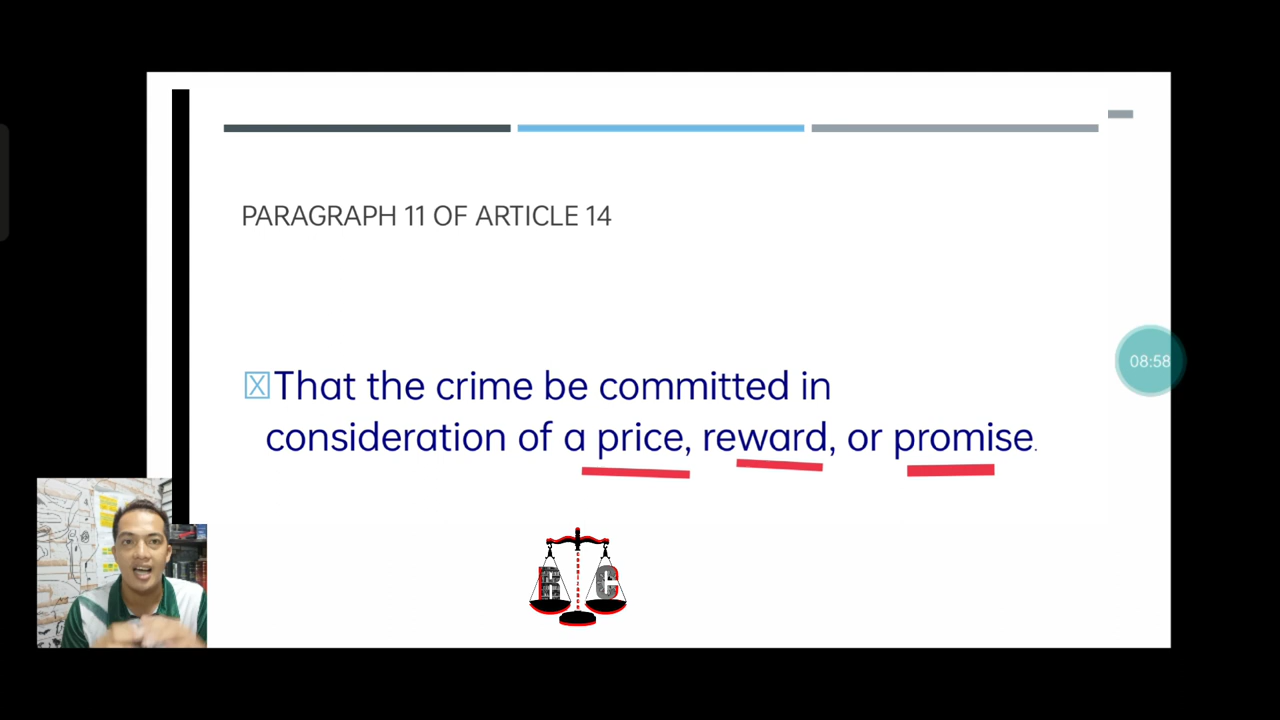 PARAGRAPH 11 OF ARTICLE 14
That the crime be committed in
consideration of a price, reward, or promise.
08:58